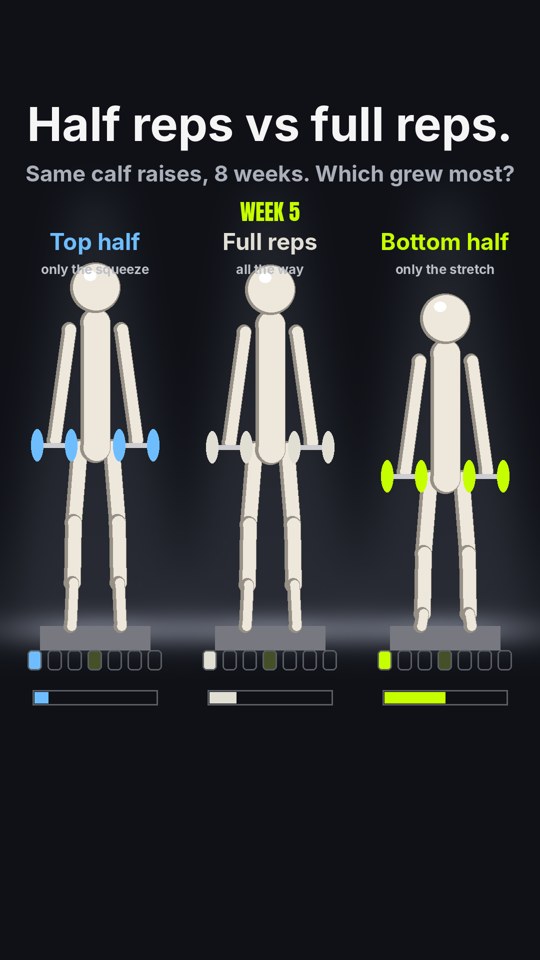 Half reps vs full reps.
Same calf raises, 8 weeks. Which grew most?
WEEK 5
Top half
Full reps
Bottom half
only the squeeze
all the way
only the stretch